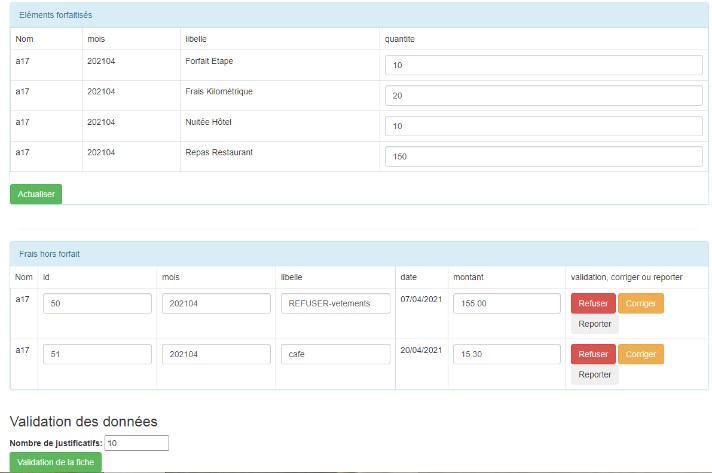 Eléments forfaitisés
Nom mois libelle quantite
a17 202104 Forfait Etape 10
a17 202104 Frais Kilométrique 20
a17 202104 Nuitée Hôtel 10
a17 202104 Repas Restaurant 150
Actualiser
Frais hors forfait
Nom id mois libelle date montant validation, corriger ou reporter
a17 50 202104 REFUSER-vetements 07/04/2021 155.00 Refuser Corriger
Reporter
a17 51 202104 cafe 20/04/2021 15.30 Refuser Corriger
Reporter
Validation des données
Nombre de justificatifs: 10
Validation de la fiche